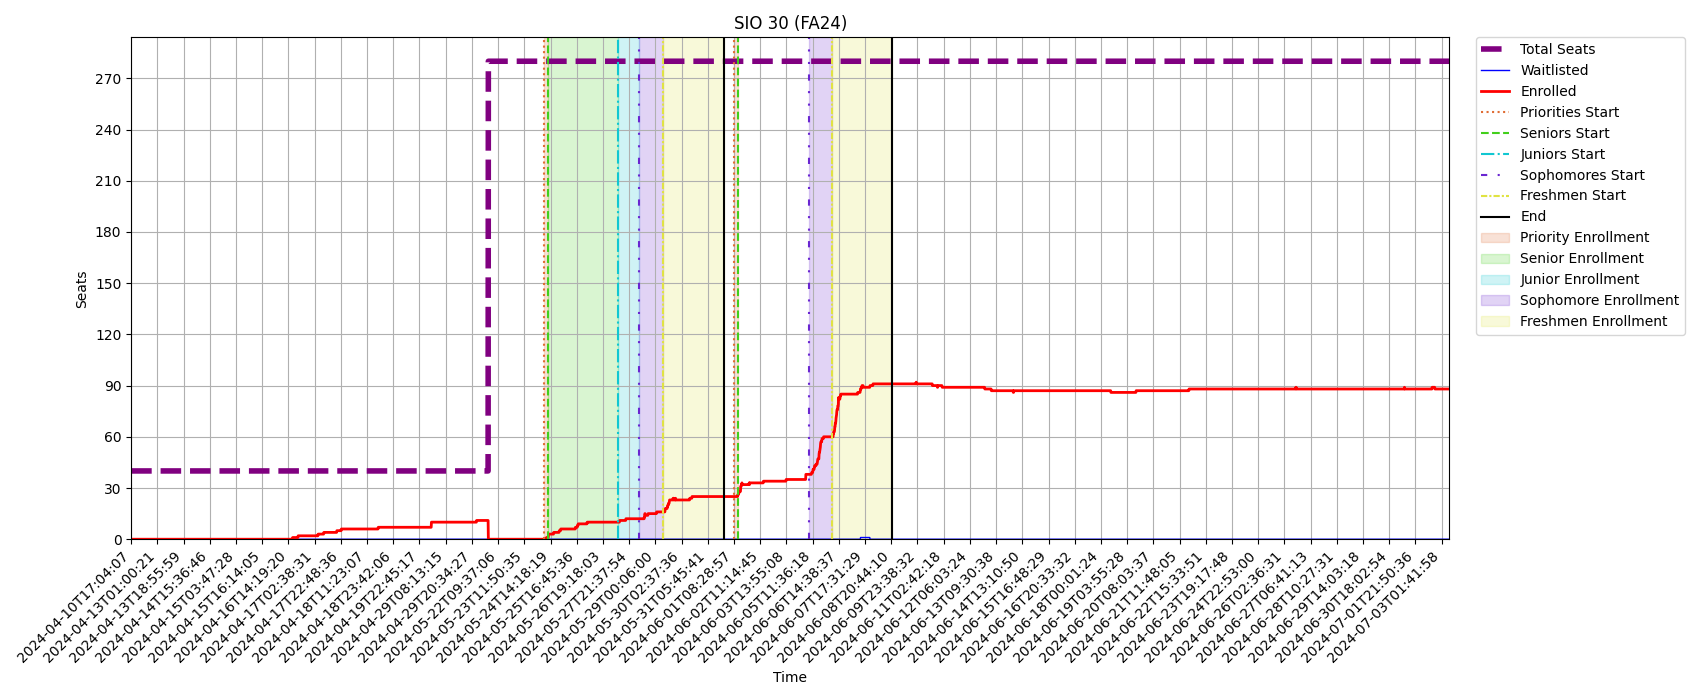 SIO 30 (FA24)
Seats
270
240
210
180
150
120
90
60
30
0
2024-04-10T17:04:07
2024-04-13T01:00:21
2024-04-13T18:55:59
2024-04-14T15:36:46
2024-04-15T03:47:28
2024-04-15T16:14:05
2024-04-16T14:19:20
2024-04-17T02:38:31
2024-04-17T22:48:36
2024-04-18T11:23:07
2024-04-18T23:42:06
2024-04-19T22:45:17
2024-04-29T08:13:15
2024-05-20T20:34:27
2024-05-22T09:37:06
2024-05-23T11:50:35
2024-05-24T14:18:19
2024-05-25T16:45:36
2024-05-26T19:18:03
2024-05-27T21:37:54
2024-05-29T00:06:00
2024-05-30T02:37:36
2024-05-31T05:45:41
2024-06-01T08:28:57
2024-06-02T11:14:45
2024-06-03T13:55:08
2024-06-05T11:36:18
2024-06-06T14:38:37
2024-06-07T17:31:29
2024-06-08T20:44:10
2024-06-09T23:38:32
2024-06-11T02:42:18
2024-06-12T06:03:24
2024-06-13T09:30:38
2024-06-14T13:10:50
2024-06-15T16:48:29
2024-06-16T20:33:32
2024-06-18T00:01:24
2024-06-19T03:55:28
2024-06-20T08:03:37
2024-06-21T11:48:05
2024-06-22T15:33:51
2024-06-23T19:17:48
2024-06-24T22:53:00
2024-06-26T02:36:31
2024-06-27T06:41:13
2024-06-28T10:27:31
2024-06-29T14:03:18
2024-06-30T18:02:54
2024-07-01T21:50:36
2024-07-03T01:41:58
Time
Total Seats
Waitlisted
Enrolled
Priorities Start
Seniors Start
Juniors Start
Sophomores Start
Freshmen Start
End
Priority Enrollment
Senior Enrollment
Junior Enrollment
Sophomore Enrollment
Freshmen Enrollment